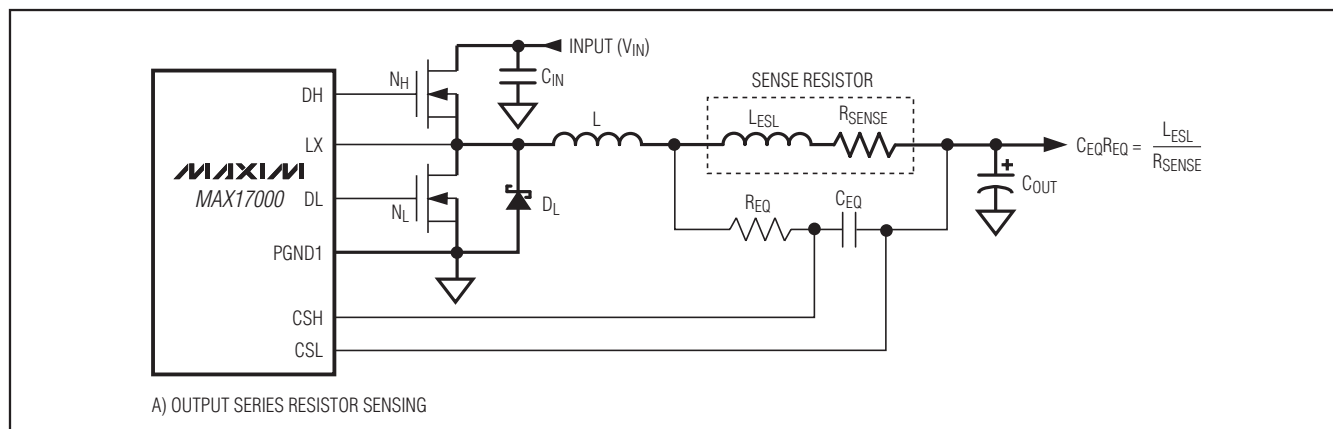 INPUT (VIN)
NH
CIN
DH
SENSE RESISTOR
L
LESL
RSENSE
LX
CEQREQ = LESL
RSENSE
MAXIM
MAX17000
DL
NL
DL
REQ
CEQ
+
COUT
PGND1
CSH
CSL
A) OUTPUT SERIES RESISTOR SENSING